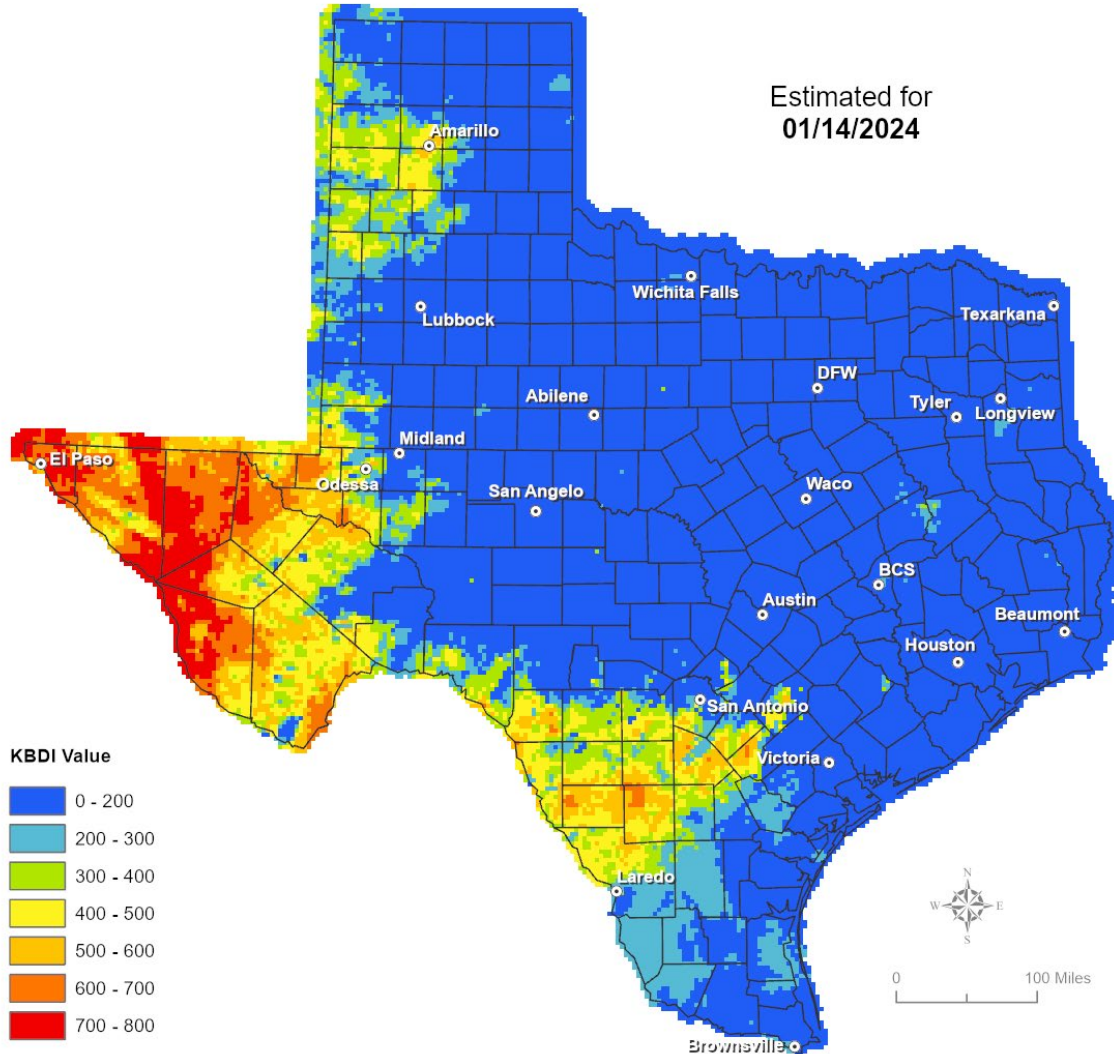 Estimated for
01/14/2024
Amarillo
Wichita Falls
Lubbock
Texarkana
DFW
Abilene
Tyler
Longview
Midland
El Paso
Odessa
San Angelo
Waco
BCS
Austin
Beaumont
Houston
San Antonio
Victoria
Laredo
Brownsville
KBDI Value
0 - 200
200 - 300
300 - 400
400 - 500
500 - 600
600 - 700
700 - 800
N
W E
S
0 100 Miles